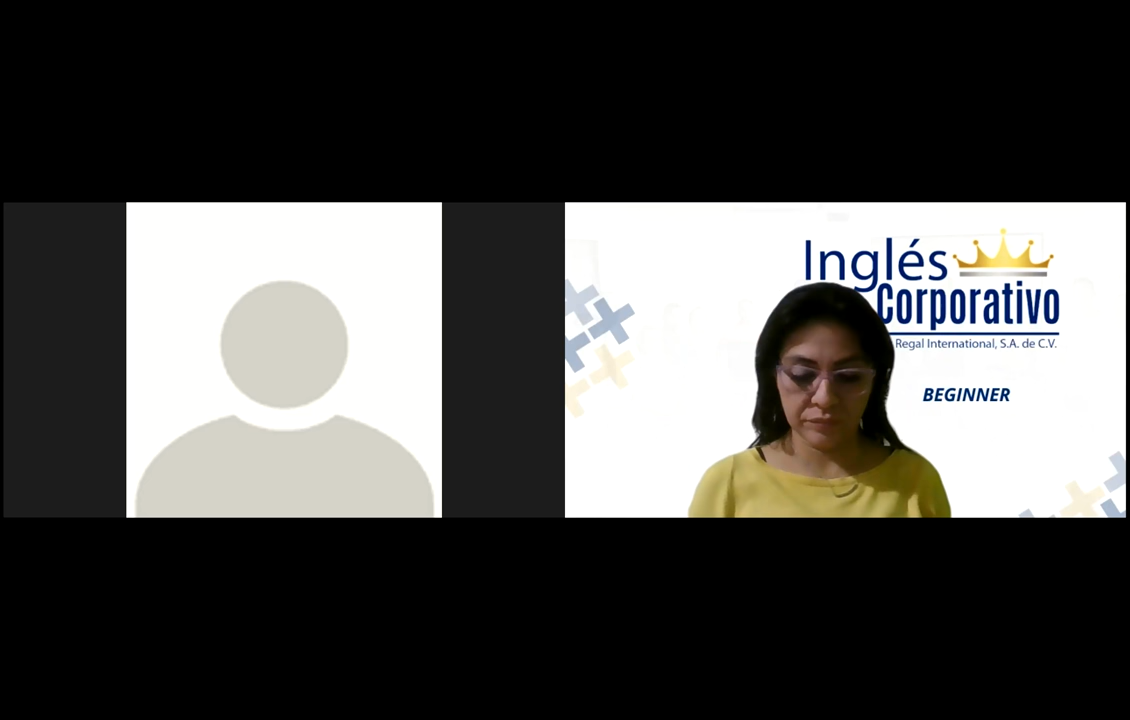 Inglés
Corporativo
Regal International, S.A. de C.V.
BEGINNER